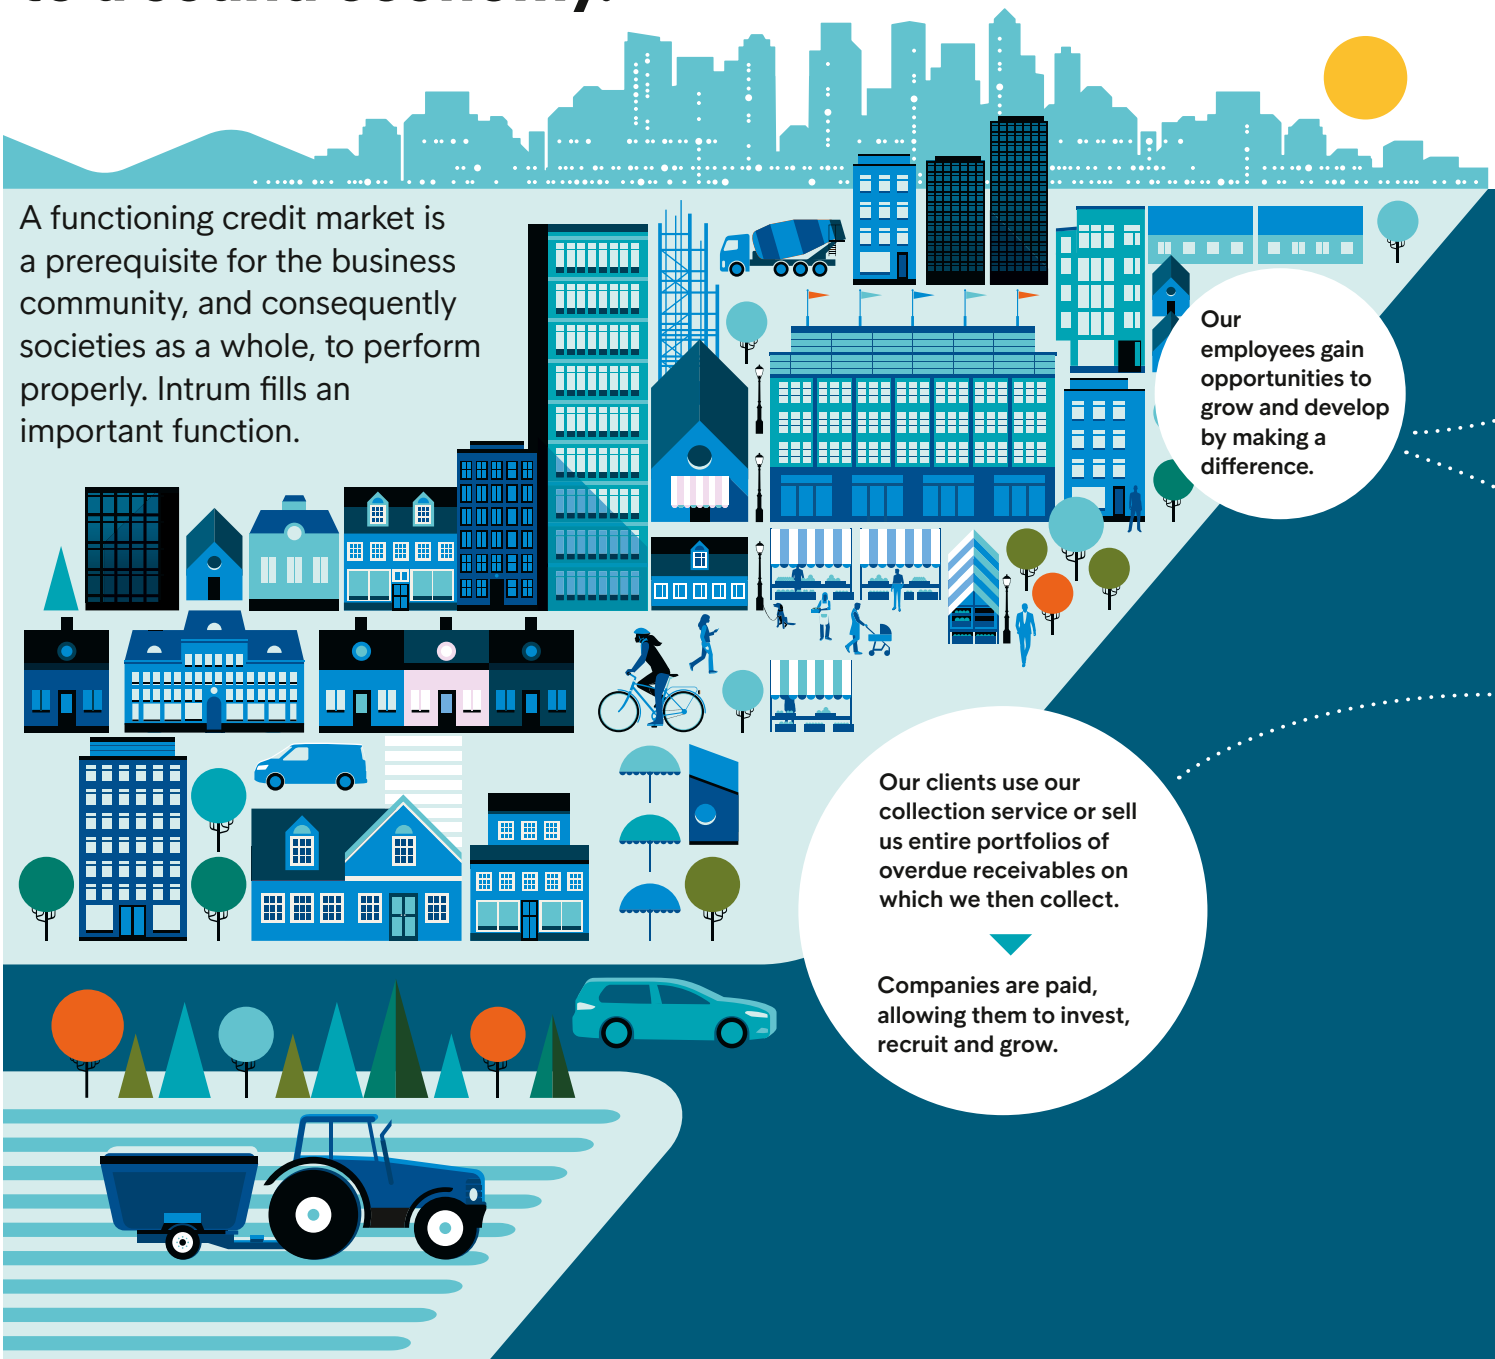 to a sound economy.
A functioning credit market is
a prerequisite for the business
community, and consequently
societies as a whole, to perform
properly. Intrum fills an
important function.
Our
employees gain
opportunities to
grow and develop
by making a
difference.
Our clients use our
collection service or sell
us entire portfolios of
overdue receivables on
which we then collect.
Companies are paid,
allowing them to invest,
recruit and grow.